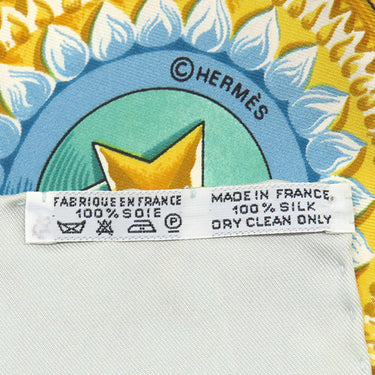 ©HERMÈS
FABRIQUE EN FRANCE
100% SOIE
MADE IN FRANCE
100% SILK
DRY CLEAN ONLY